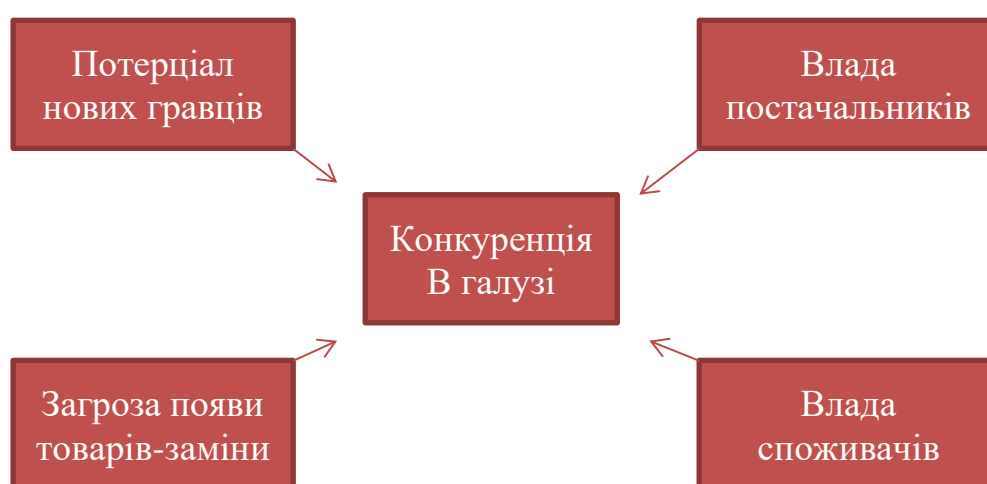 Потерціал
нових гравців
Влада
постачальників
Конкуренція
В галузі
Загроза появи
товарів-заміни
Влада
споживачів